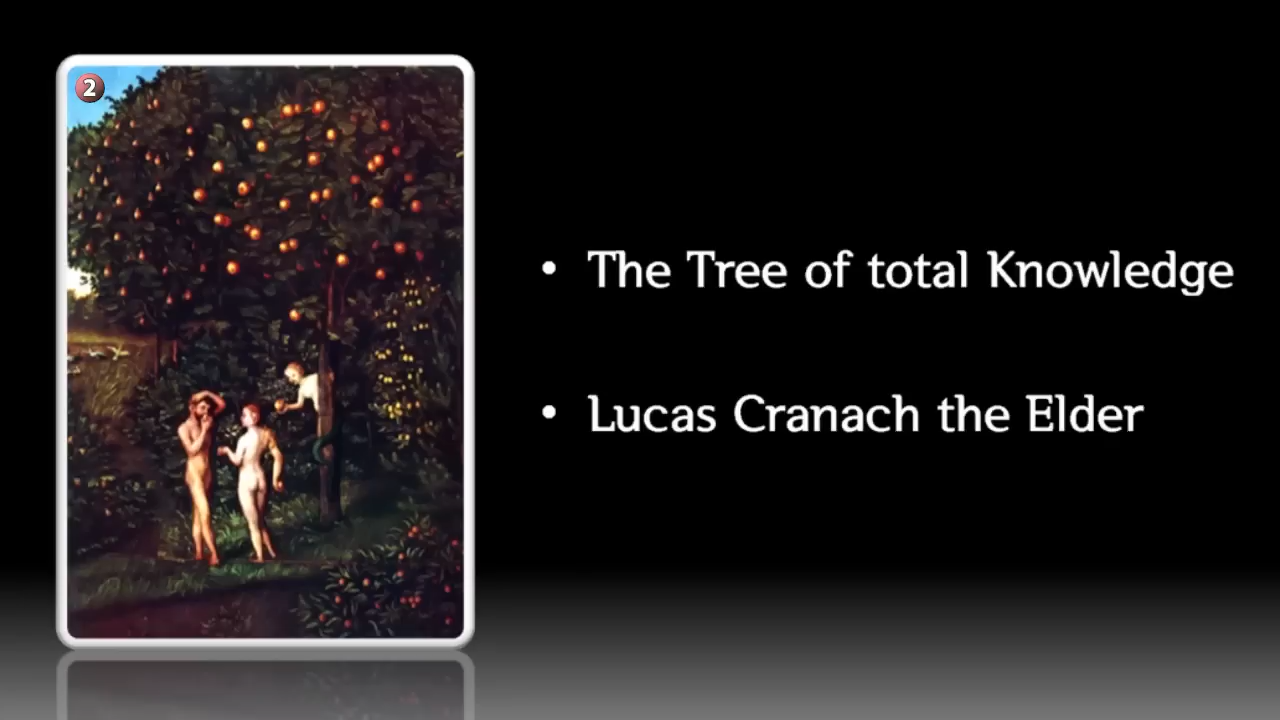 2
• The Tree of total Knowledge
• Lucas Cranach the Elder